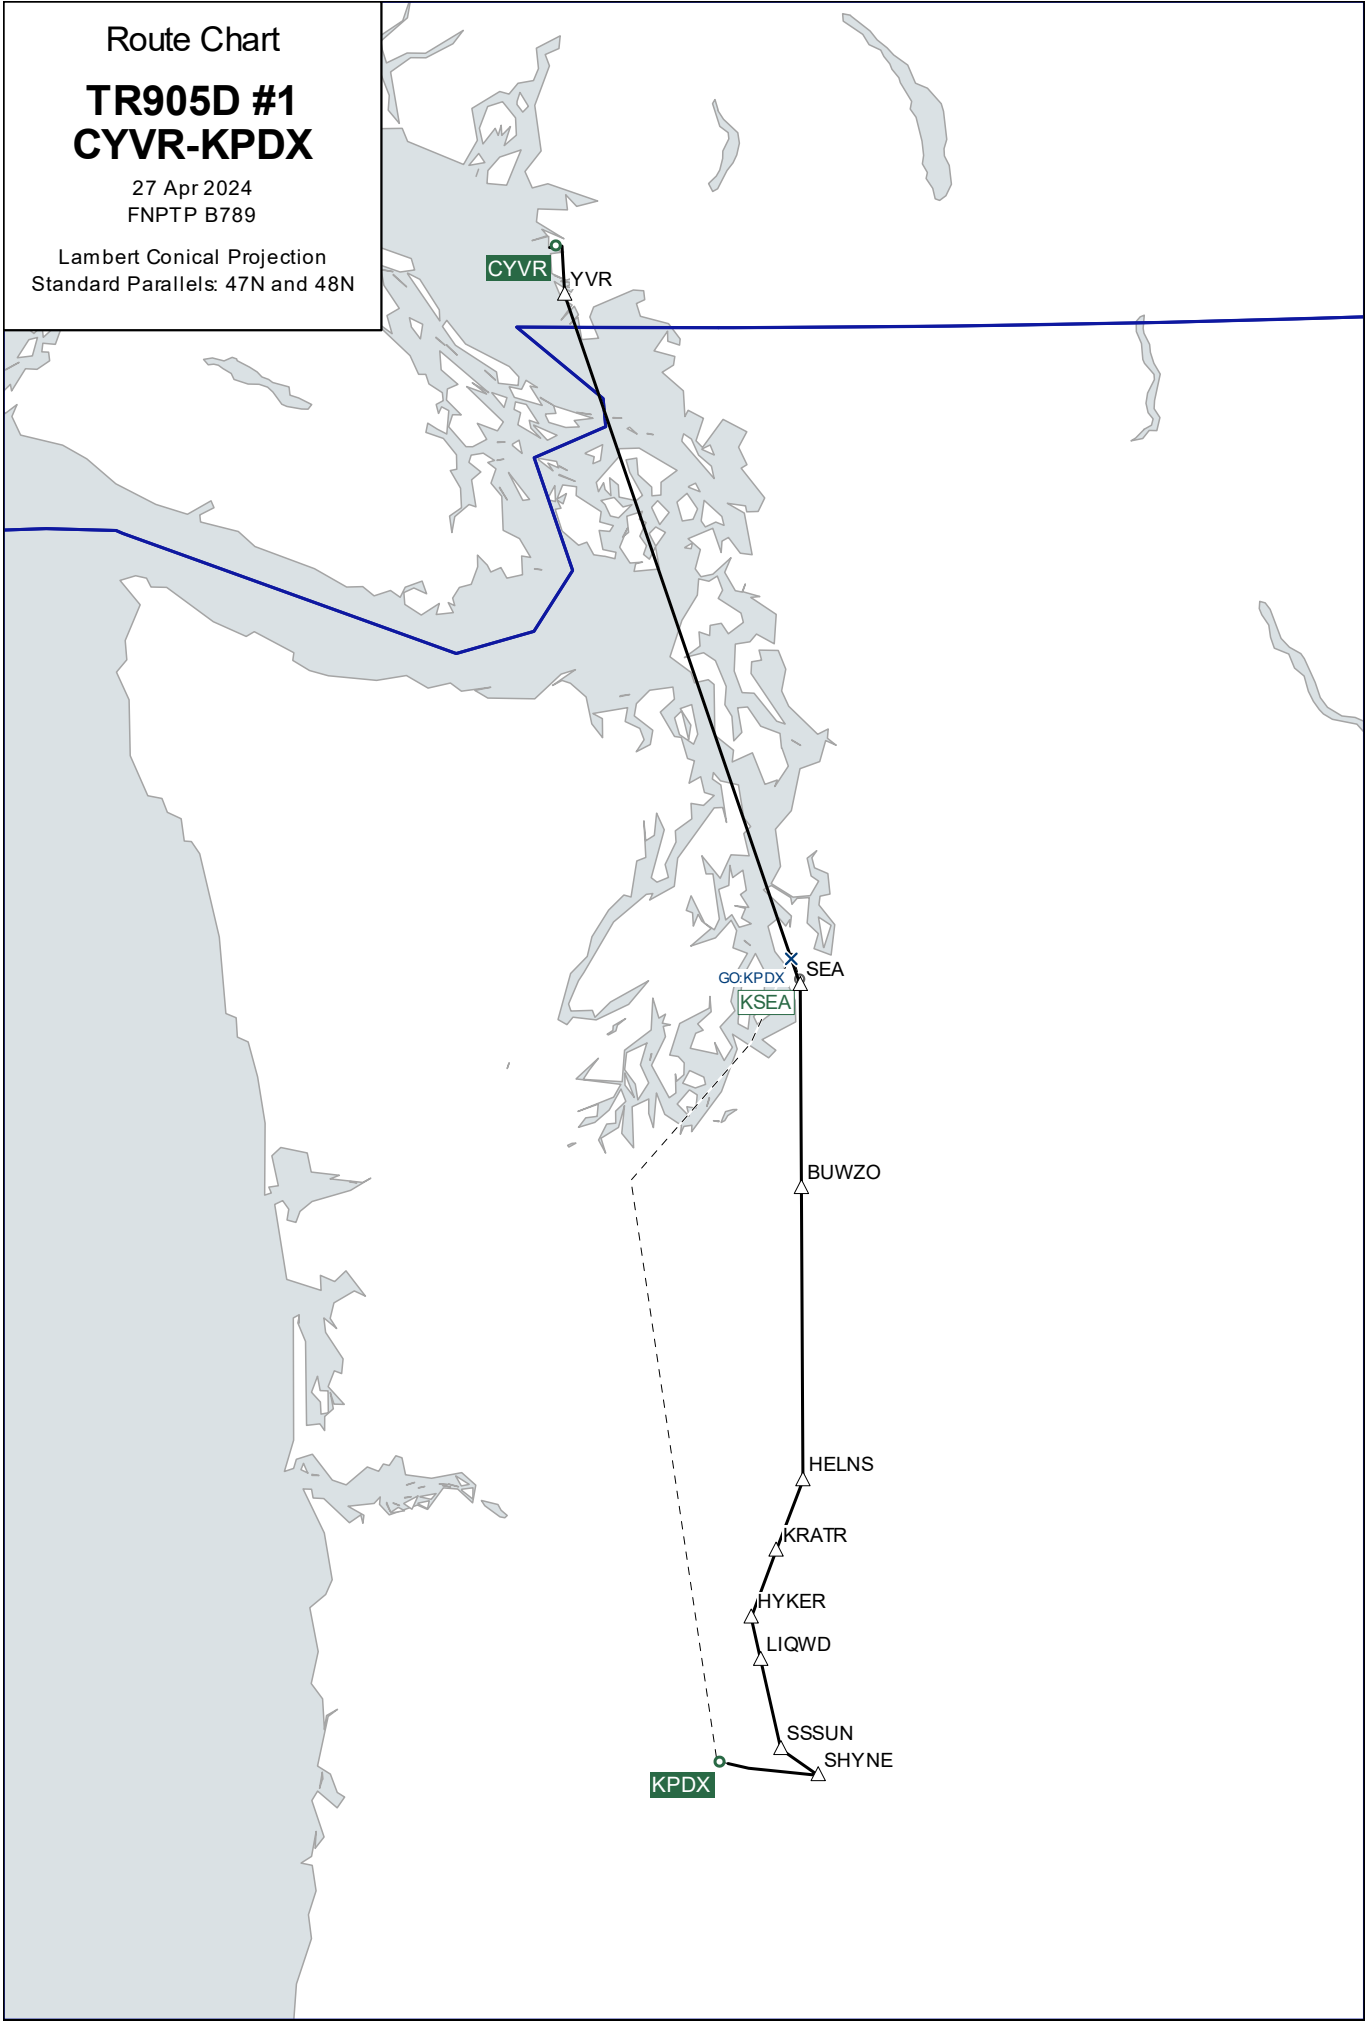 Route Chart
TR905D #1
CYVR-KPDX
27 Apr 2024
FNPTP B789
Lambert Conical Projection
Standard Parallels: 47N and 48N
CYVR
YVR
SEA
GO:KPDX
KSEA
BUWZO
HELNS
KRATR
HYKER
LIQWD
SSSUN
SHYNE
KPDX